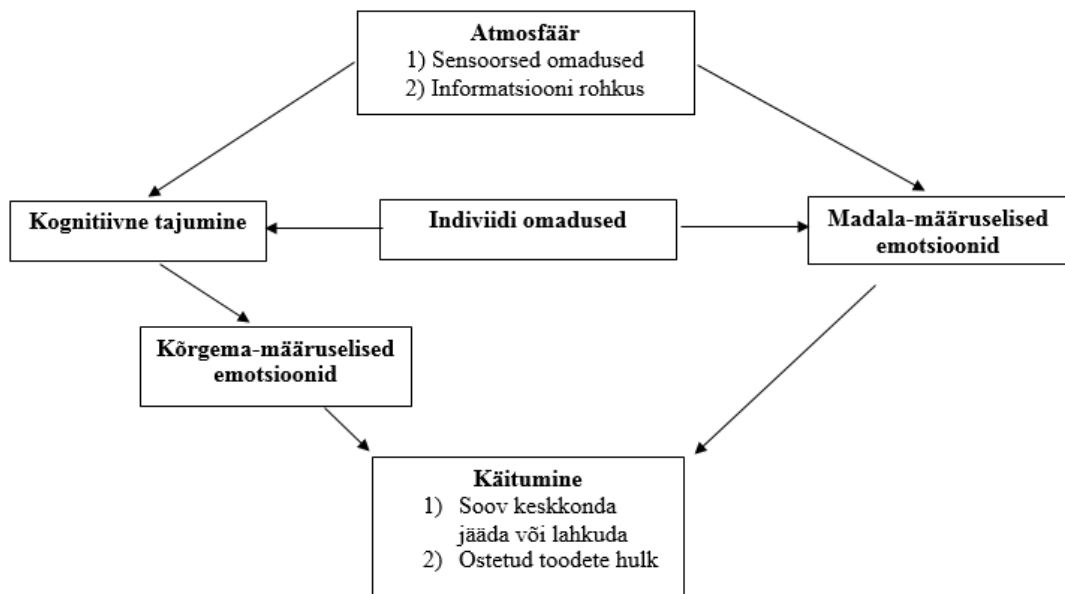 Atmosfäär
1) Sensoorsed omadused
2) Informatsiooni rohkus
Kognitiivne tajumine
Indiviidi omadused
Madala-määruselised
emotsioonid
Kõrgema-määruselised
emotsioonid
Käitumine
1) Soov keskkonda
jääda või lahkuda
2) Ostetud toodete hulk